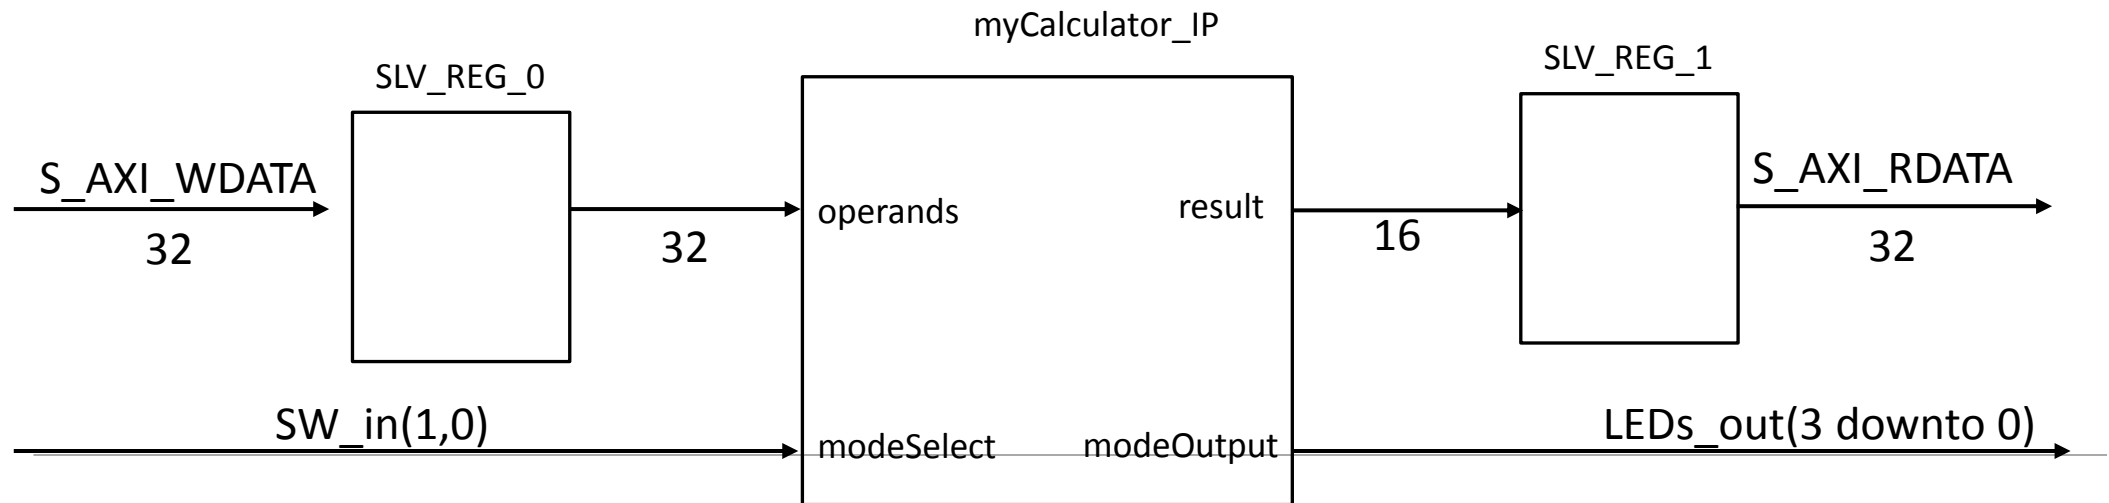 myCalculator_IP
SLV_REG_0
SLV_REG_1
S_AXI_WDATA
32
32
operands
result
16
S_AXI_RDATA
32
SW_in(1,0)
modeSelect
modeOutput
LEDs_out(3 downto 0)